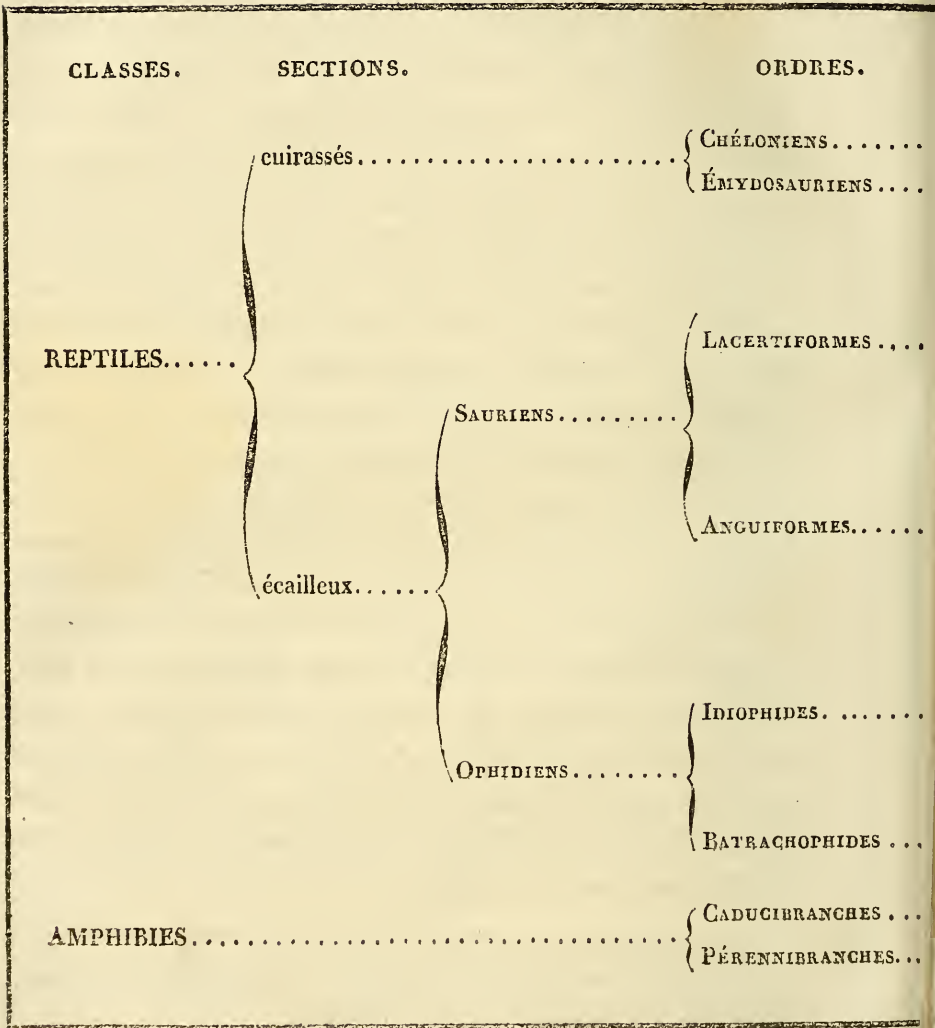 CLASSES. SECTIONS. ORDRES.
cuirassés........................ CHÉLONIENS......
ÉMYDOSAURIENS....
REPTILES......
LACERTIFORMES....
SAURIENS.........
ANGUIFORMES......
écailleux......
IDIOPHIDES........
OPHIDIENS........
BATRACHOPHIDES...
AMPHIBIES...................................... CADUCIBRANCHES...
PÉRENNIBRANCHES...